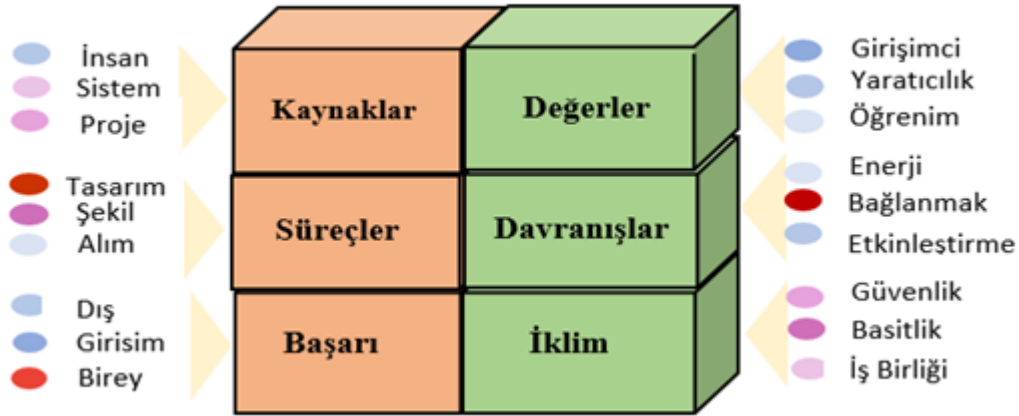 İnsan
Sistem
Proje
Kaynaklar
Değerler
Girişimci
Yaratıcılık
Öğrenim
Tasarım
Şekil
Alım
Süreçler
Davranışlar
Enerji
Bağlanmak
Etkinleştirme
Dış
Girisim
Birey
Başarı
İklim
Güvenlik
Basitlik
İş Birliği